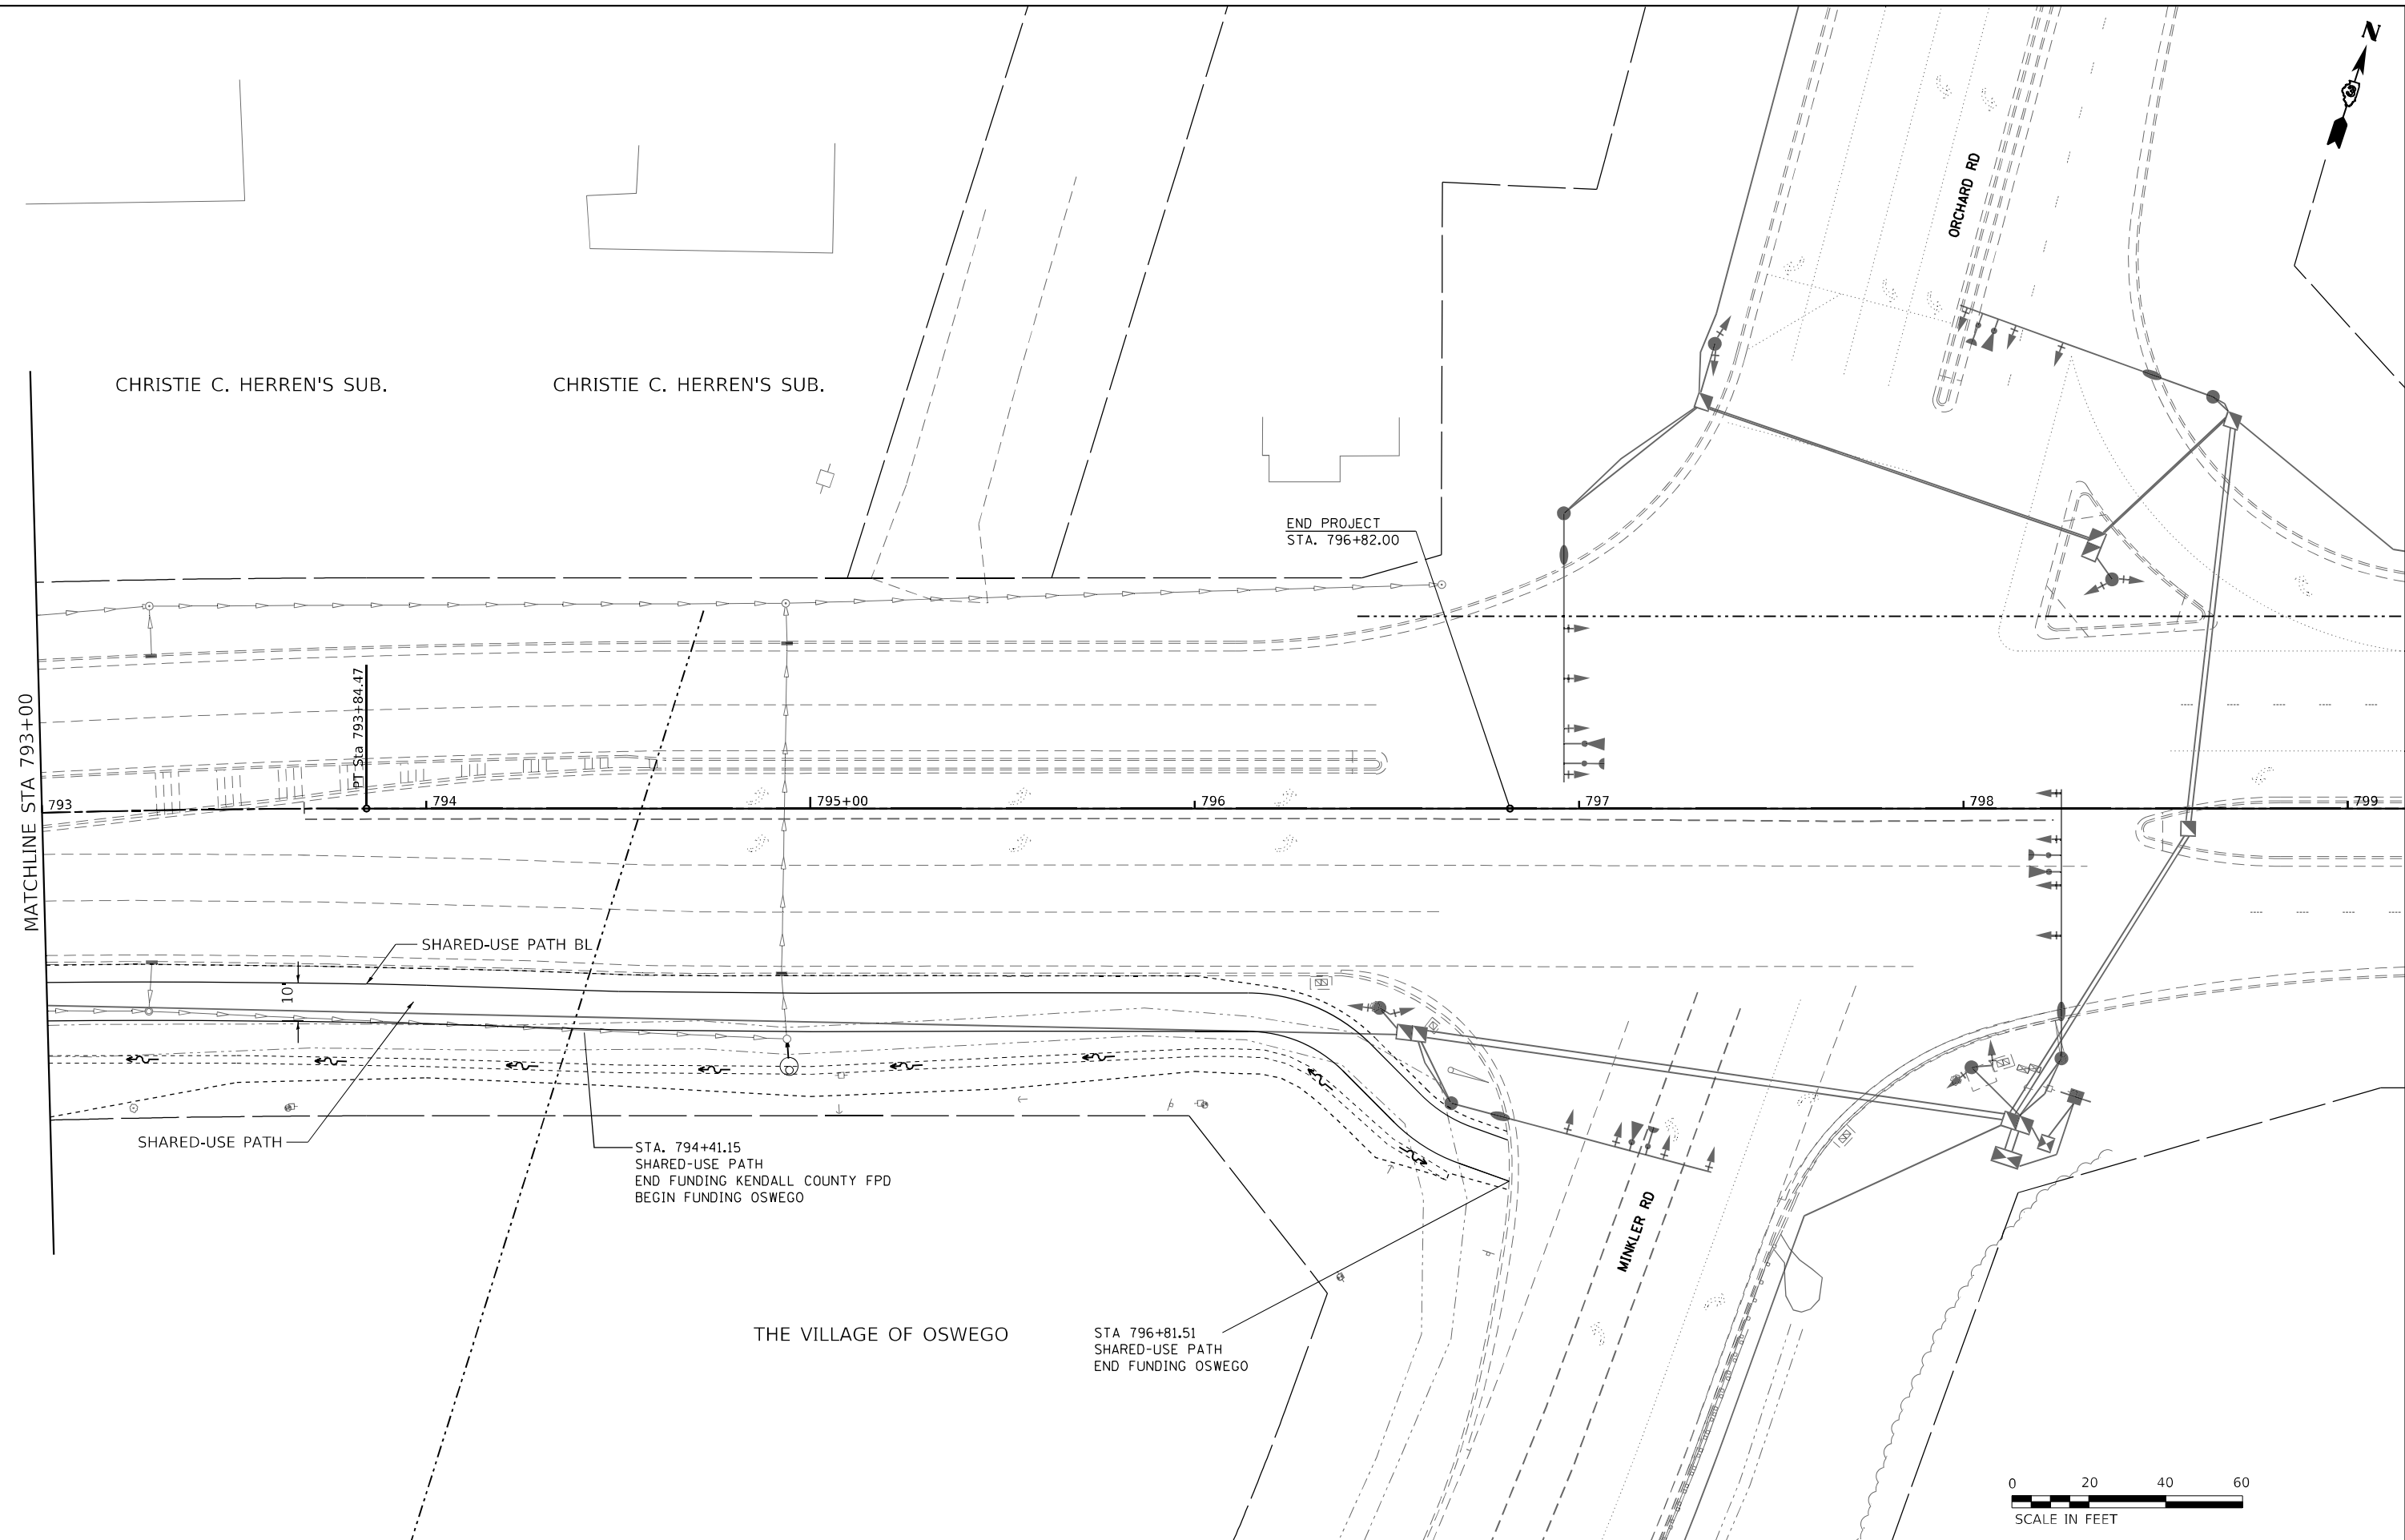 N
ORCHARD RD
CHRISTIE C. HERREN'S SUB.
CHRISTIE C. HERREN'S SUB.
END PROJECT
STA. 796+82.00
MATCHLINE STA 793+00
PT Sta 793+84.47
793
794
795+00
796
797
798
799
SHARED-USE PATH BL
10'
SHARED-USE PATH
STA. 794+41.15
SHARED-USE PATH
END FUNDING KENDALL COUNTY FPD
BEGIN FUNDING OSWEGO
MINKLER RD
THE VILLAGE OF OSWEGO
STA 796+81.51
SHARED-USE PATH
END FUNDING OSWEGO
0 20 40 60
SCALE IN FEET